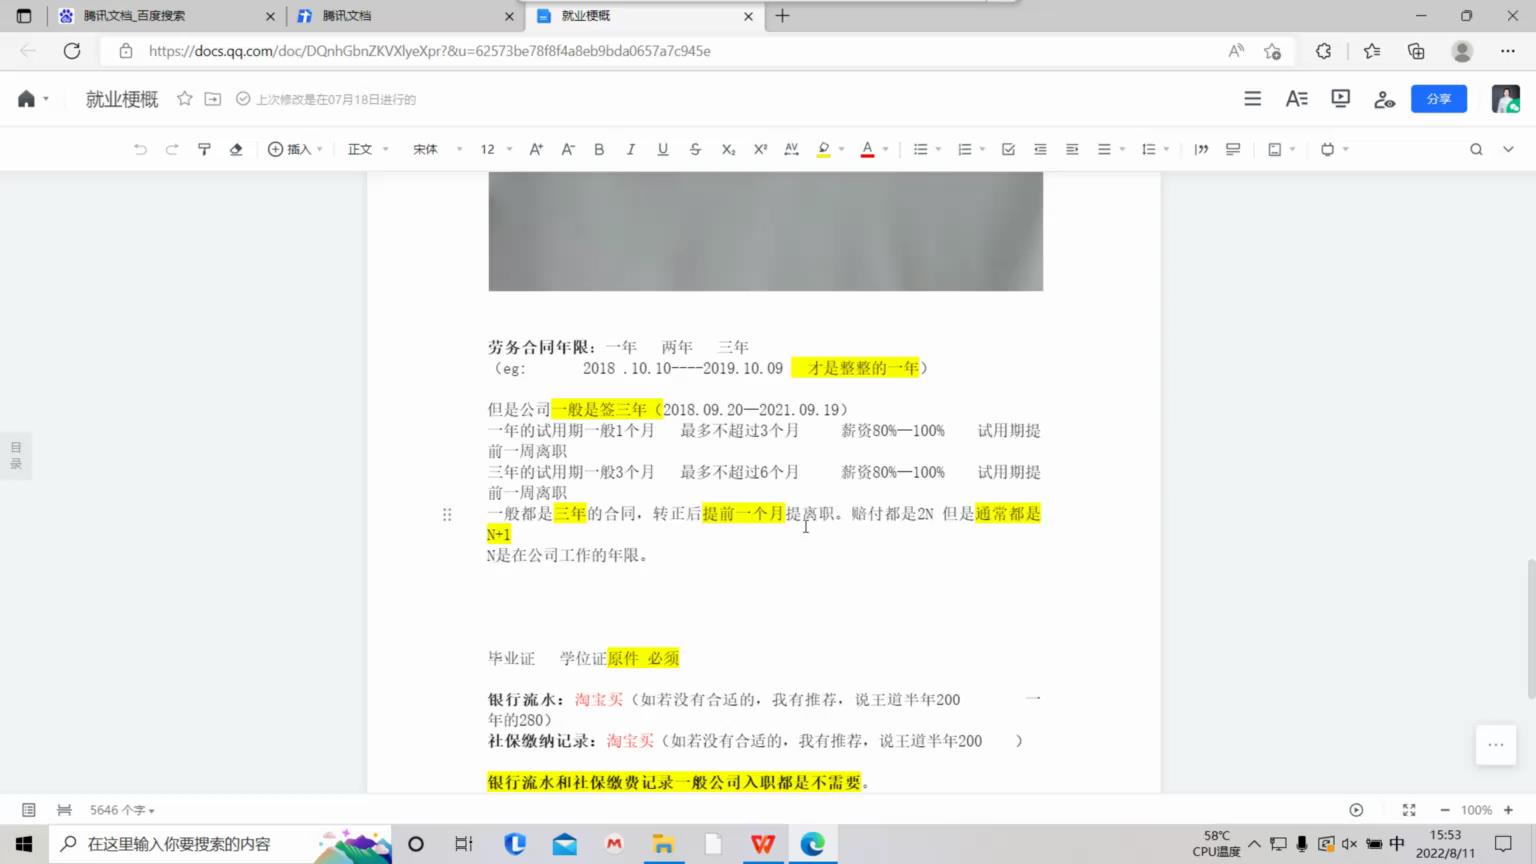 腾讯文档_百度搜索
腾讯文档
就业梗概
https://docs.qq.com/doc/DQnhGbnZKVXlyeXpr?&u=62573be78f8f4a8eb9bda0657a7c945e
就业梗概
上次修改是在07月18日进行的
分享
插入 正文 宋体 12
劳务合同年限：一年 两年 三年
（eg: 2018 .10.10----2019.10.09 才是整整的一年）
但是公司一般是签三年（2018.09.20—2021.09.19）
一年的试用期一般1个月 最多不超过3个月 薪资80%—100% 试用期提
前一周离职
三年的试用期一般3个月 最多不超过6个月 薪资80%—100% 试用期提
前一周离职
一般都是三年的合同，转正后提前一个月提离职。赔付都是2N 但是通常都是
N+1
N是在公司工作的年限。
目
录
毕业证 学位证原件 必须
银行流水：淘宝买（如若没有合适的，我有推荐，说王道半年200 一
年的280）
社保缴纳记录：淘宝买（如若没有合适的，我有推荐，说王道半年200 ）
银行流水和社保缴费记录一般公司入职都是不需要。
5646 个字
100%
在这里输入你要搜索的内容
58℃
CPU温度
中
15:53
2022/8/11